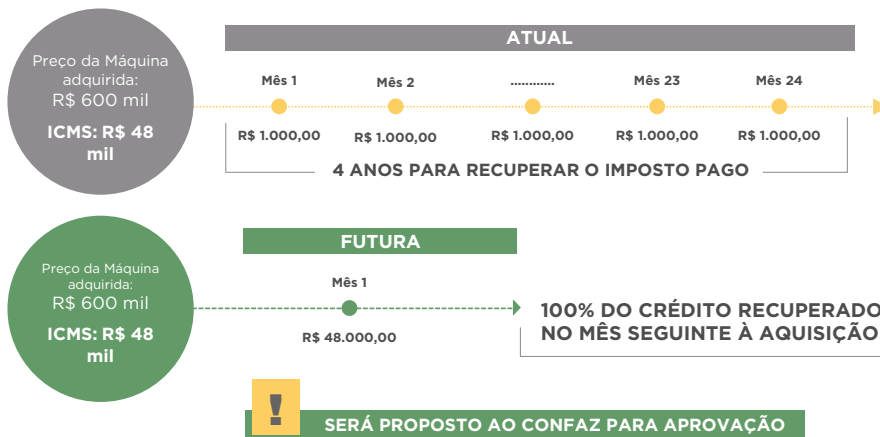 Preço da Máquina
adquirida:
R$ 600 mil
ICMS: R$ 48
mil
ATUAL
Mês 1
Mês 2
............
Mês 23
Mês 24
R$ 1.000,00
R$ 1.000,00
R$ 1.000,00
R$ 1.000,00
R$ 1.000,00
4 ANOS PARA RECUPERAR O IMPOSTO PAGO
Preço da Máquina
adquirida:
R$ 600 mil
ICMS: R$ 48
mil
FUTURA
Mês 1
R$ 48.000,00
100% DO CRÉDITO RECUPERADO
NO MÊS SEGUINTE À AQUISIÇÃO
!
SERÁ PROPOSTO AO CONFAZ PARA APROVAÇÃO